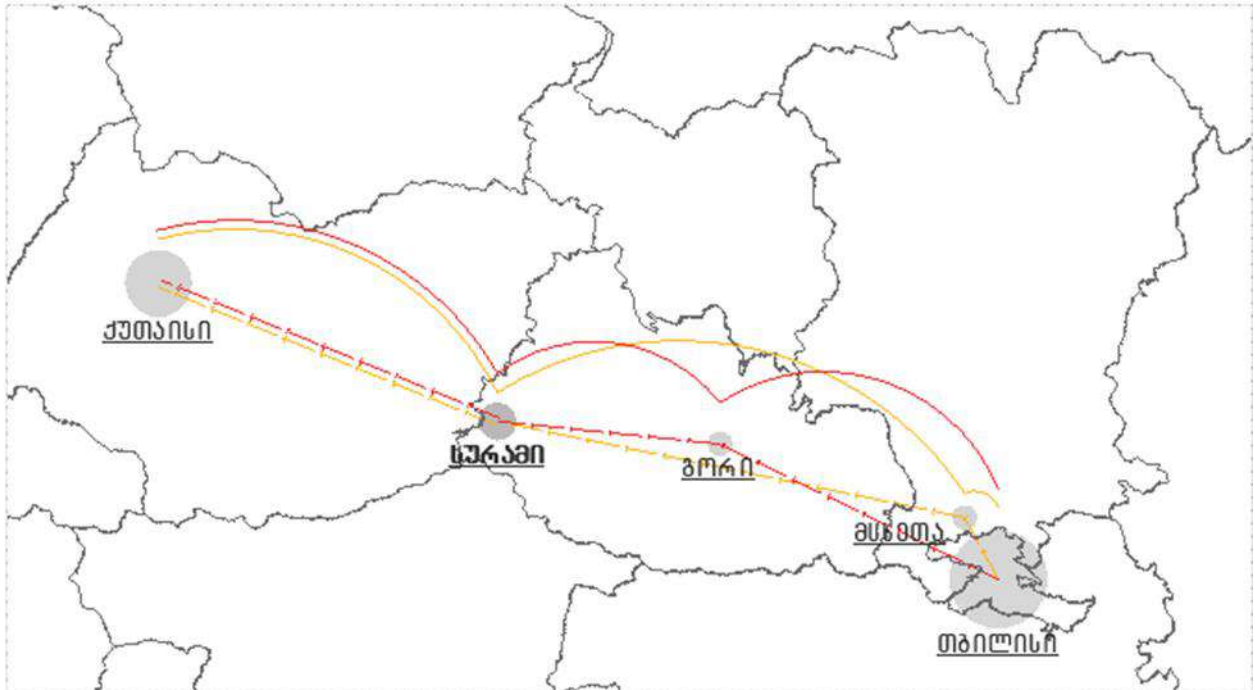 ქუთაისი
სურამი
გორი
მცხეთა
თბილისი